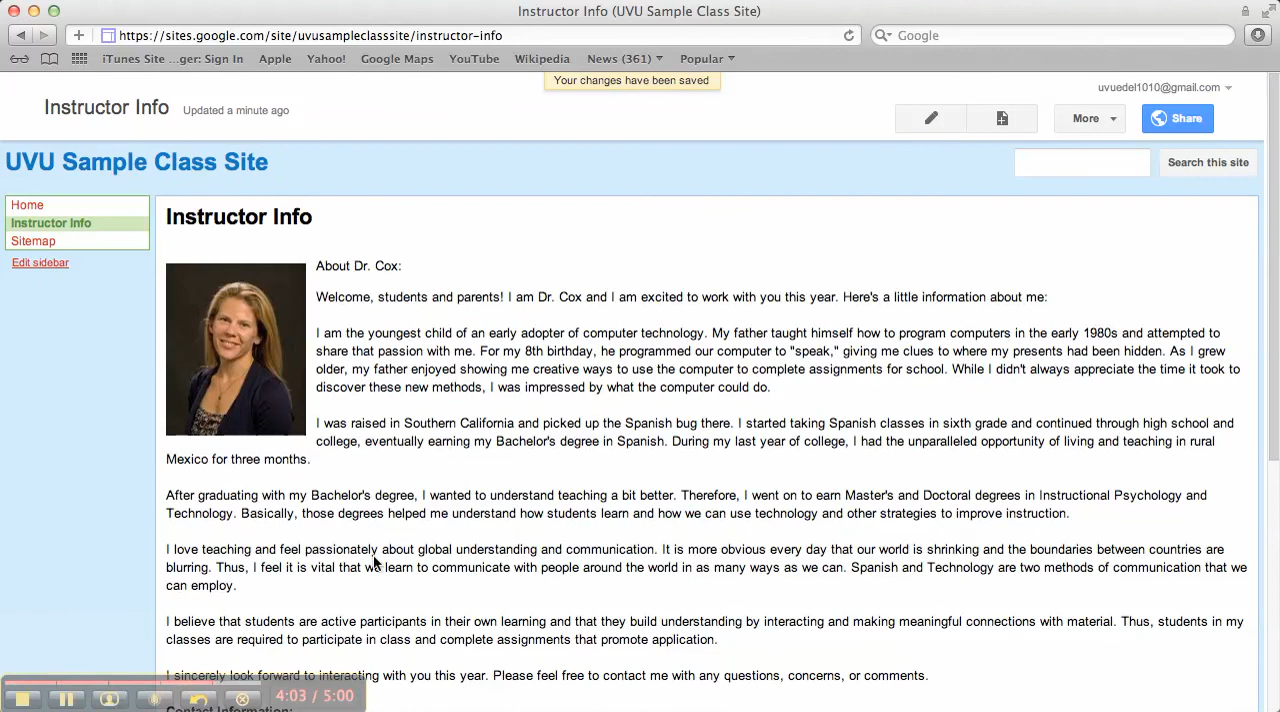 Instructor Info (UVU Sample Class Site)
https://sites.google.com/site/uvusampleclasssite/instructor-info
Google
iTunes Site ...ger: Sign In Apple Yahoo! Google Maps YouTube Wikipedia News (361) Popular
Your changes have been saved
uvuedel1010@gmail.com
Instructor Info Updated a minute ago
More Share
UVU Sample Class Site
Search this site
Home
Instructor Info
Sitemap
Edit sidebar
Instructor Info
About Dr. Cox:
Welcome, students and parents! I am Dr. Cox and I am excited to work with you this year. Here's a little information about me:
I am the youngest child of an early adopter of computer technology. My father taught himself how to program computers in the early 1980s and attempted to
share that passion with me. For my 8th birthday, he programmed our computer to "speak," giving me clues to where my presents had been hidden. As I grew
older, my father enjoyed showing me creative ways to use the computer to complete assignments for school. While I didn't always appreciate the time it took to
discover these new methods, I was impressed by what the computer could do.
I was raised in Southern California and picked up the Spanish bug there. I started taking Spanish classes in sixth grade and continued through high school and
college, eventually earning my Bachelor's degree in Spanish. During my last year of college, I had the unparalleled opportunity of living and teaching in rural
Mexico for three months.
After graduating with my Bachelor's degree, I wanted to understand teaching a bit better. Therefore, I went on to earn Master's and Doctoral degrees in Instructional Psychology and
Technology. Basically, those degrees helped me understand how students learn and how we can use technology and other strategies to improve instruction.
I love teaching and feel passionately about global understanding and communication. It is more obvious every day that our world is shrinking and the boundaries between countries are
blurring. Thus, I feel it is vital that we learn to communicate with people around the world in as many ways as we can. Spanish and Technology are two methods of communication that we
can employ.
I believe that students are active participants in their own learning and that they build understanding by interacting and making meaningful connections with material. Thus, students in my
classes are required to participate in class and complete assignments that promote application.
I sincerely look forward to interacting with you this year. Please feel free to contact me with any questions, concerns, or comments.
4:03 / 5:00
Contact Information: